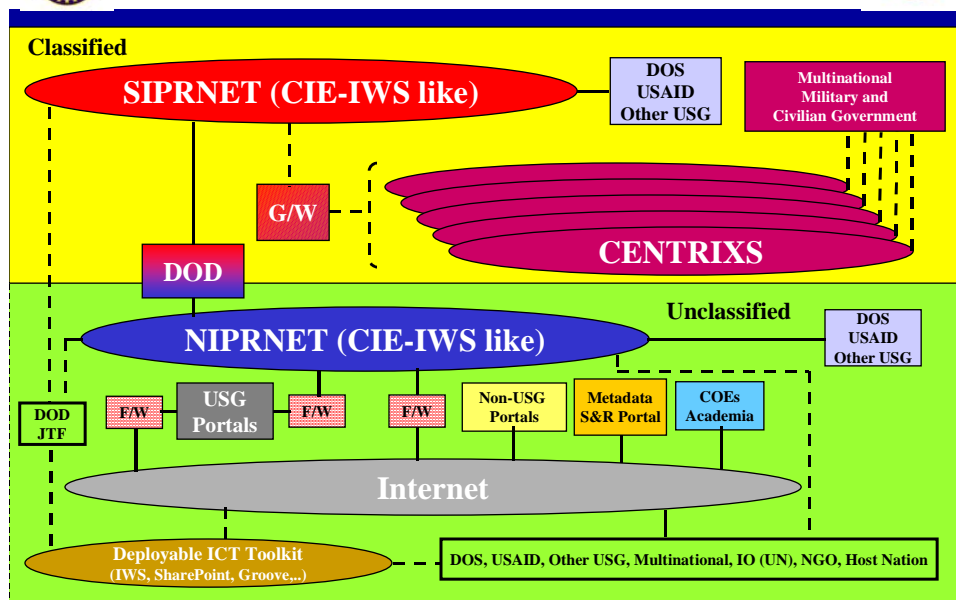 Classified
SIPRNET (CIE-IWS like)
DOS
USAID
Other USG
Multinational
Military and
Civilian Government
G/W
CENTRIXS
DOD
Unclassified
NIPRNET (CIE-IWS like)
DOS
USAID
Other USG
DOD
JTF
F/W
USG
Portals
F/W
F/W
Non-USG
Portals
Metadata
S&R Portal
COEs
Academia
Internet
Deployable ICT Toolkit
(IWS, SharePoint, Groove,..)
DOS, USAID, Other USG, Multinational, IO (UN), NGO, Host Nation